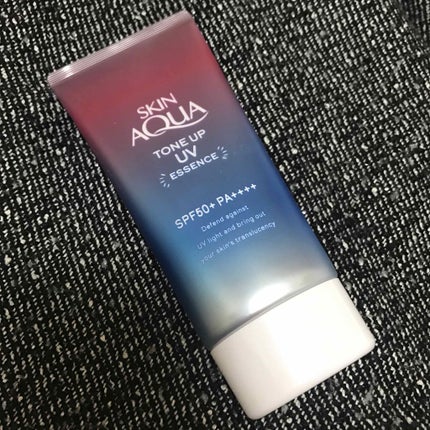 SKIN
AQUA
TONE UP
UV
ESSENCE
SPF50+ PA++++
Defend against
UV light and bring out
your skin's translucency